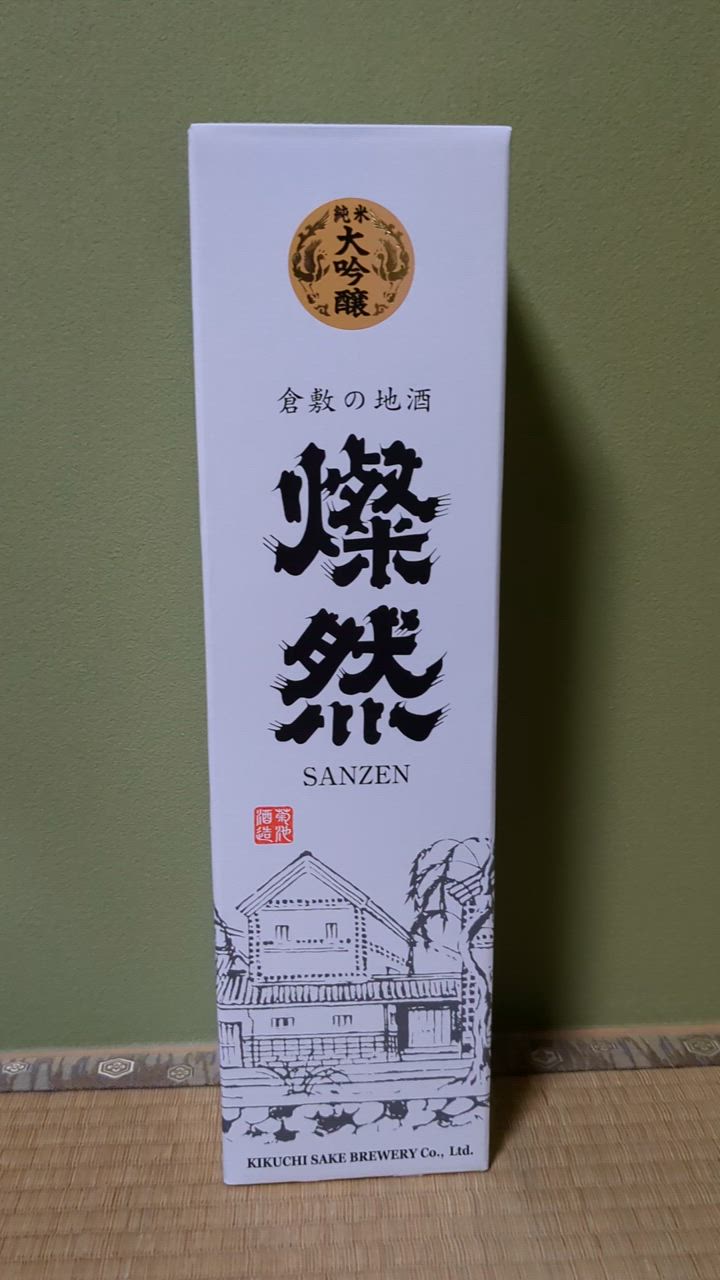 純米
大吟醸
倉敷の地酒
燦然
SANZEN
菊池
酒造
KIKUCHI SAKE BREWERY Co., Ltd.